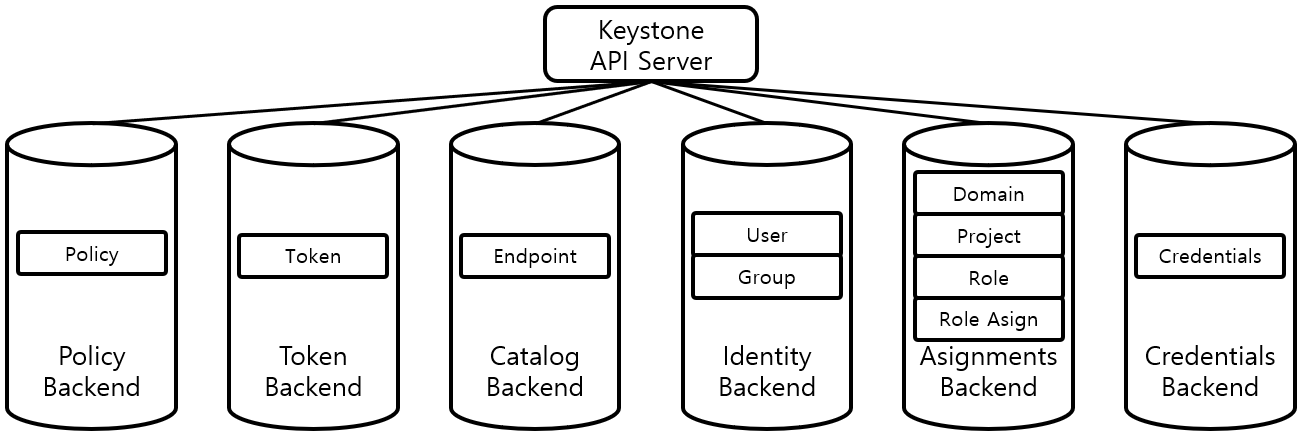 Keystone
API Server
Policy
Policy
Backend
Token
Token
Backend
Endpoint
Catalog
Backend
User
Group
Identity
Backend
Domain
Project
Role
Role Asign
Asignments
Backend
Credentials
Credentials
Backend